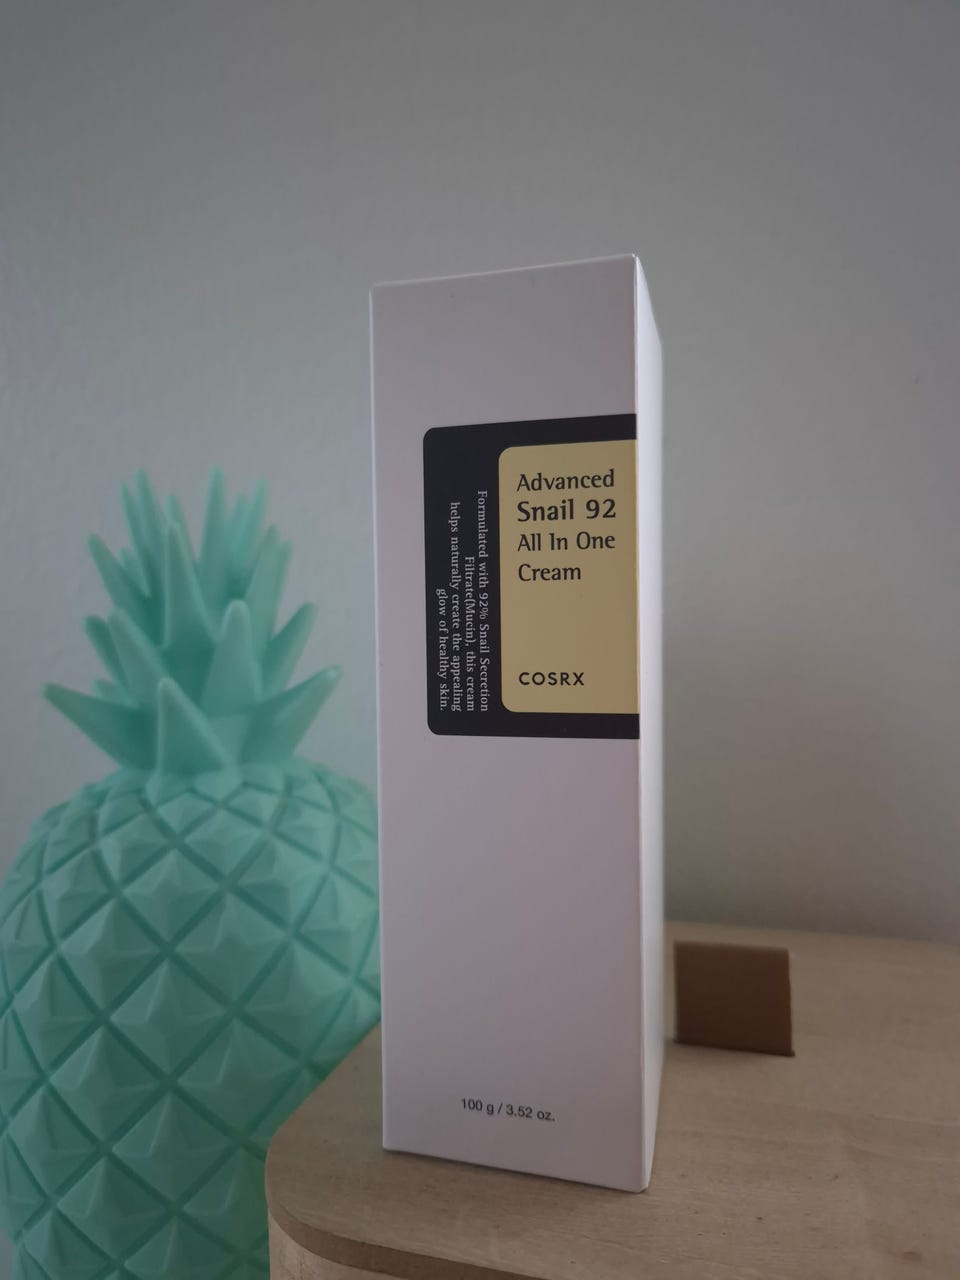 Advanced
Snail 92
All In One
Cream
COSRX
Formulated with 92% Snail Secretion
Filtrate(Mucin), this cream
helps naturally create the appealing
glow of healthy skin.
100 g / 3.52 oz.